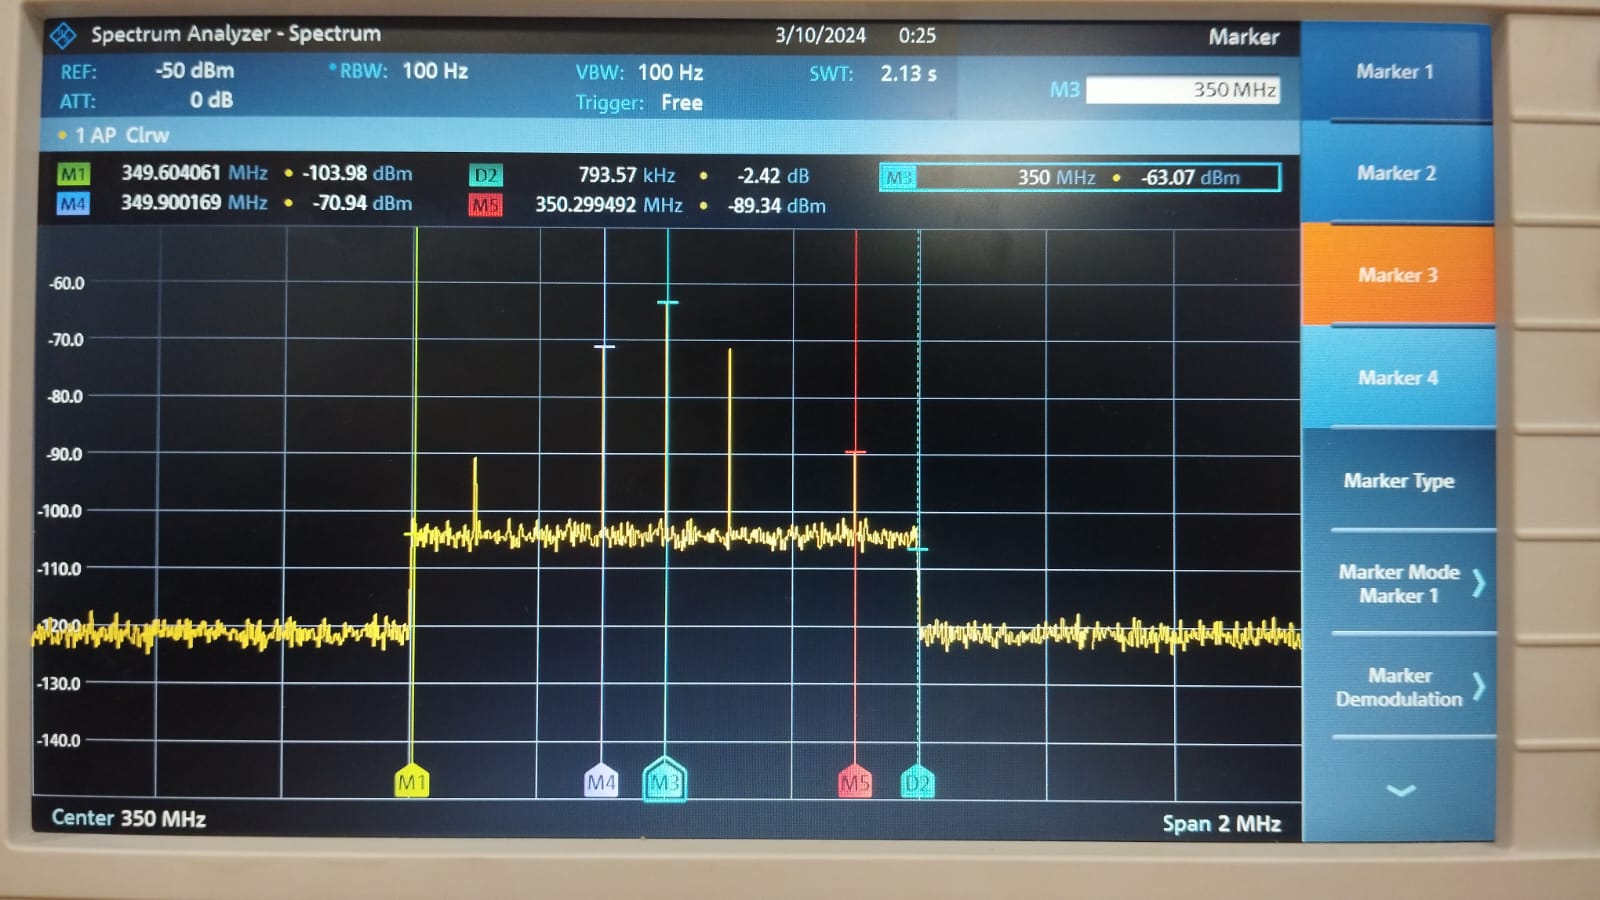 Spectrum Analyzer - Spectrum 3/10/2024 0:25 Marker
REF: -50 dBm RBW: 100 Hz VBW: 100 Hz SWT: 2.13 s
ATT: 0 dB Trigger: Free M3 350 MHz
1 AP Clrw
M1 349.604061 MHz -103.98 dBm D2 793.57 kHz -2.42 dB M3 350 MHz -63.07 dBm
M4 349.900169 MHz -70.94 dBm M5 350.299492 MHz -89.34 dBm
-60.0
-70.0
-80.0
-90.0
-100.0
-110.0
-120.0
-130.0
-140.0
M1 M4 M3 M5 D2
Center 350 MHz Span 2 MHz
Marker 1
Marker 2
Marker 3
Marker 4
Marker Type
Marker Mode
Marker 1
Marker
Demodulation